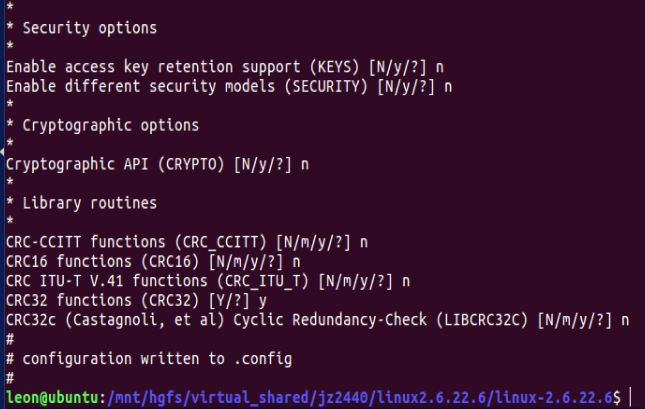 *
* Security options
*
Enable access key retention support (KEYS) [N/y/?] n
Enable different security models (SECURITY) [N/y/?] n
*
* Cryptographic options
*
Cryptographic API (CRYPTO) [N/y/?] n
*
* Library routines
*
CRC-CCITT functions (CRC_CCITT) [N/m/y/?] n
CRC16 functions (CRC16) [N/m/y/?] n
CRC ITU-T V.41 functions (CRC_ITU_T) [N/m/y/?] n
CRC32 functions (CRC32) [Y/?] y
CRC32c (Castagnoli, et al) Cyclic Redundancy-Check (LIBCRC32C) [N/m/y/?] n
#
# configuration written to .config
#
leon@ubuntu:/mnt/hgfs/virtual_shared/jz2440/linux2.6.22.6/linux-2.6.22.6$